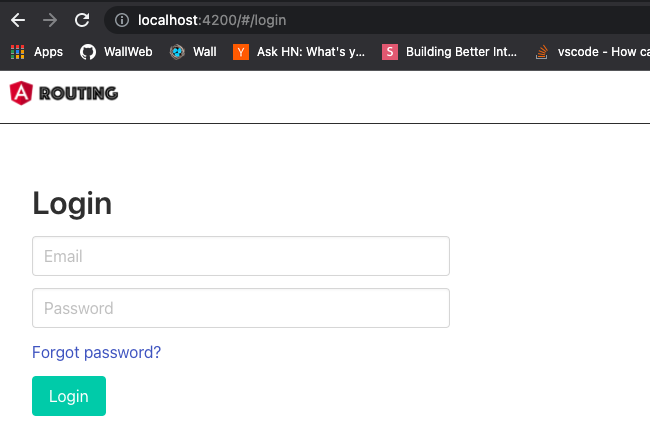 localhost:4200/#/login
Apps WallWeb Wall Y Ask HN: What's y... S Building Better Int... vscode - How ca
A ROUTING
Login
Email
Password
Forgot password?
Login